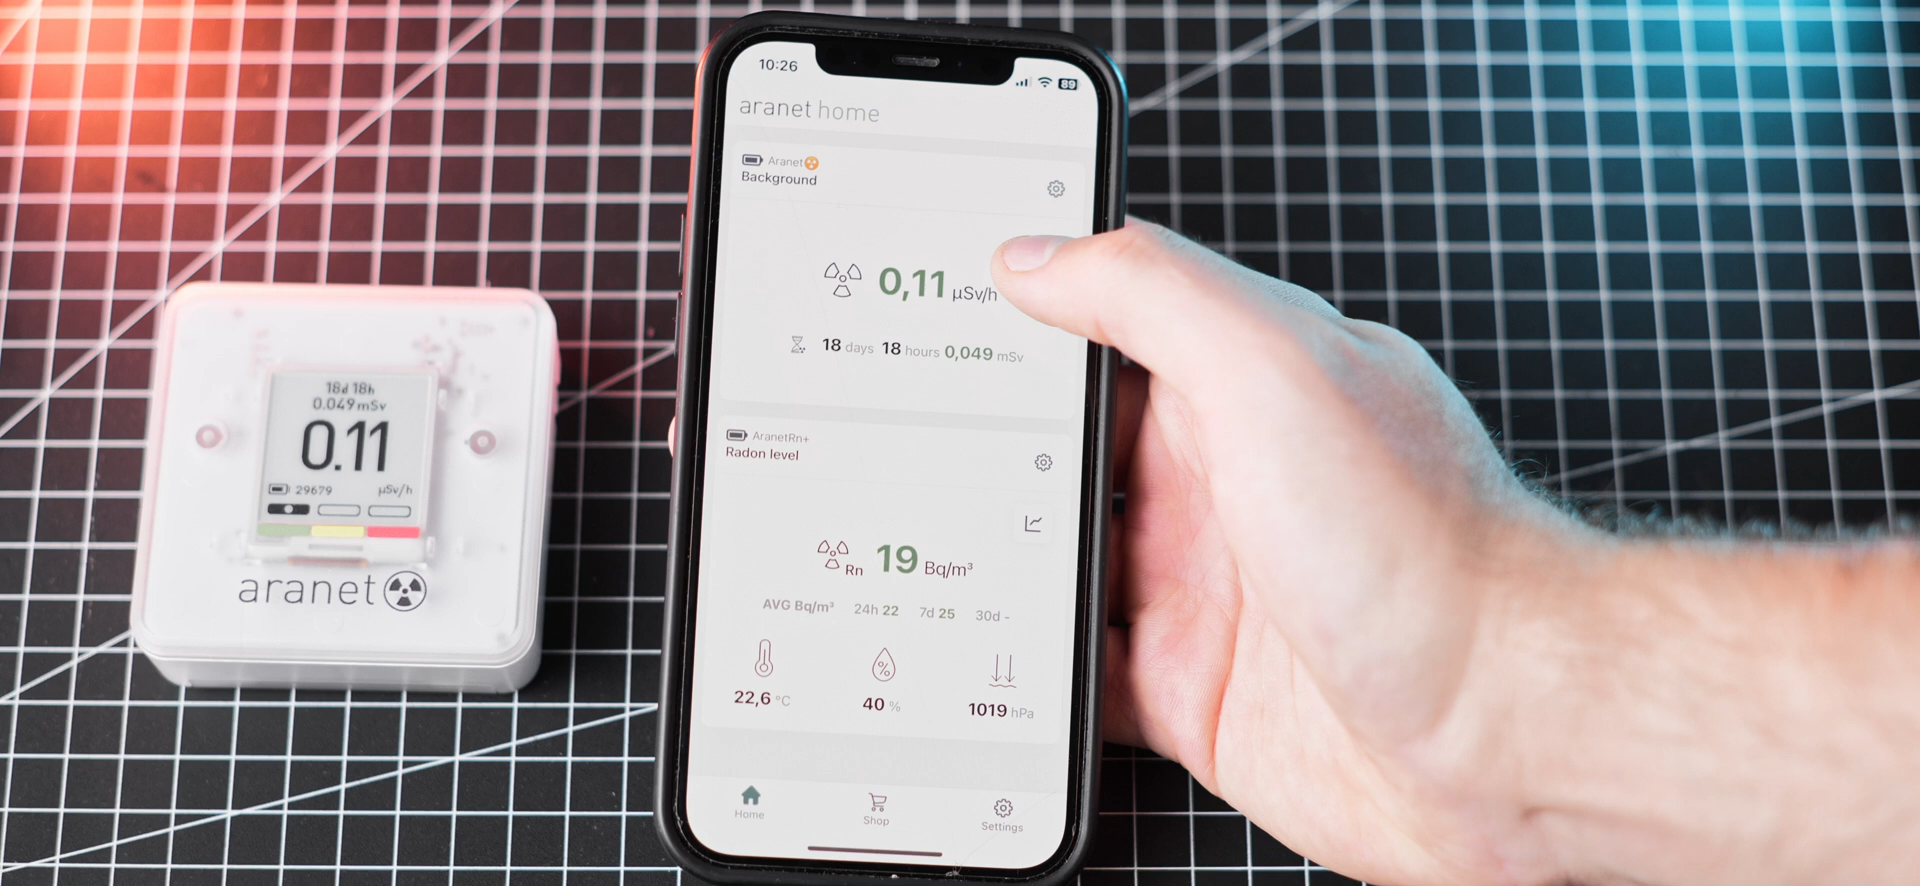 18d 18h
0.049 mSv
0.11
29679 µSv/h
aranet
10:26
89
aranet home
Aranet
Background
0,11 µSv/h
18 days 18 hours 0,049 mSv
AranetRn+
Radon level
Rn 19 Bq/m³
AVG Bq/m³ 24h 22 7d 25 30d -
%
22,6 °C 40 % 1019 hPa
Home Shop Settings